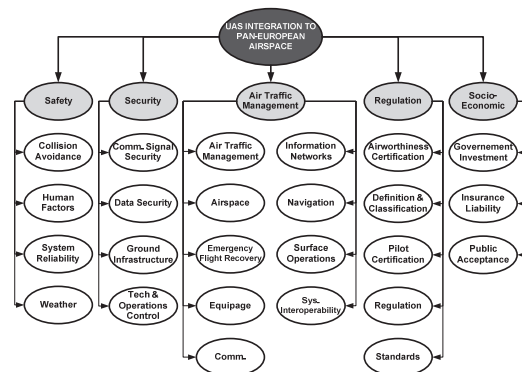 UAS INTEGRATION TO
PAN-EUROPEAN
AIRSPACE
Safety
Security
Air Traffic
Management
Regulation
Socio-
Economic
Collision
Avoidance
Human
Factors
System
Reliability
Weather
Comm. Signal
Security
Data Security
Ground
Infrastructure
Tech &
Operations
Control
Air Traffic
Management
Airspace
Emergency
Flight Recovery
Equipage
Comm.
Information
Networks
Navigation
Surface
Operations
Sys.
Interoperability
Airworthiness
Certification
Definition &
Classification
Pilot
Certification
Regulation
Standards
Governement
Investment
Insurance
Liability
Public
Acceptance